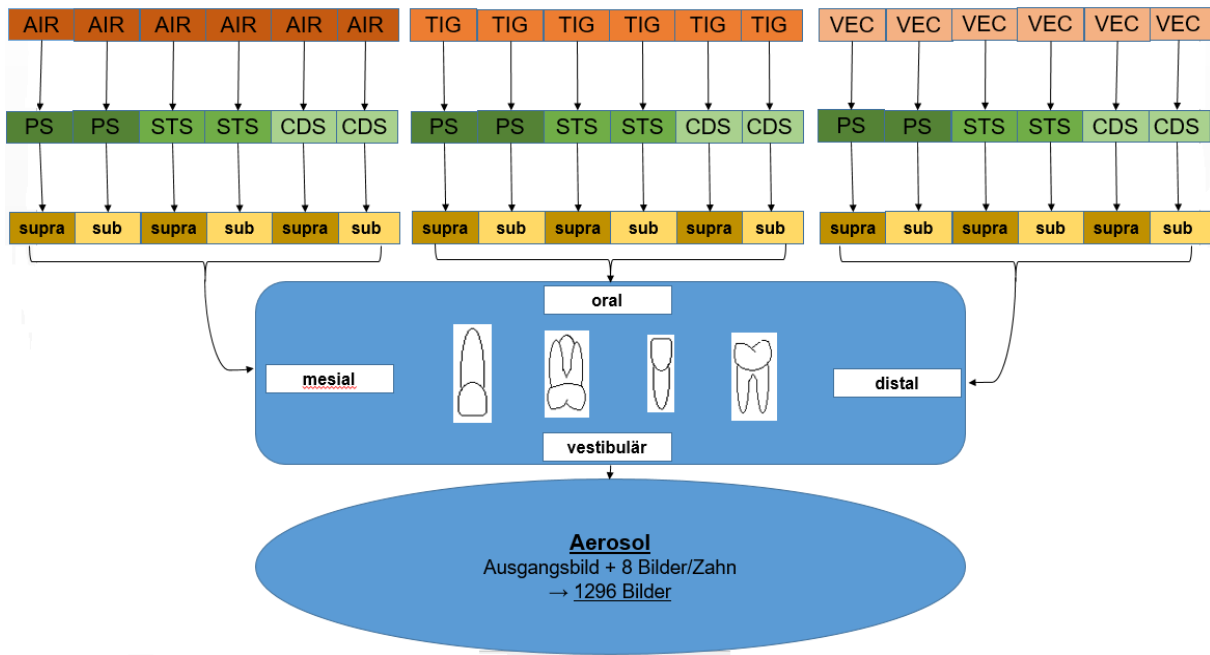 AIR AIR AIR AIR AIR AIR TIG TIG TIG TIG TIG TIG VEC VEC VEC VEC VEC VEC
PS PS STS STS CDS CDS PS PS STS STS CDS CDS PS PS STS STS CDS CDS
supra sub supra sub supra sub supra sub supra sub supra sub supra sub supra sub supra sub
oral
mesial
distal
vestibulär
Aerosol
Ausgangsbild + 8 Bilder/Zahn
→ 1296 Bilder